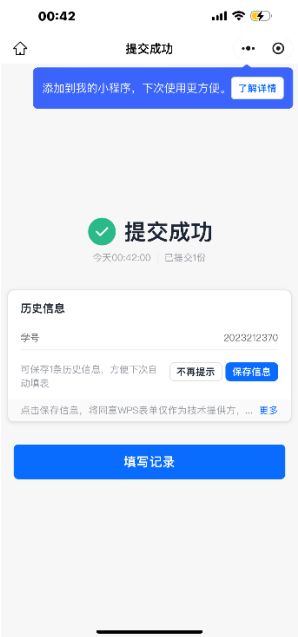 00:42
提交成功
添加到我的小程序，下次使用更方便。 了解详情
提交成功
今天00:42:00 | 已提交1份
历史信息
学号 2023212370
可保存1条历史信息，方便下次自动填表
不再提示 保存信息
点击保存信息，将同意WPS表单仅作为技术提供方，... 更多
填写记录